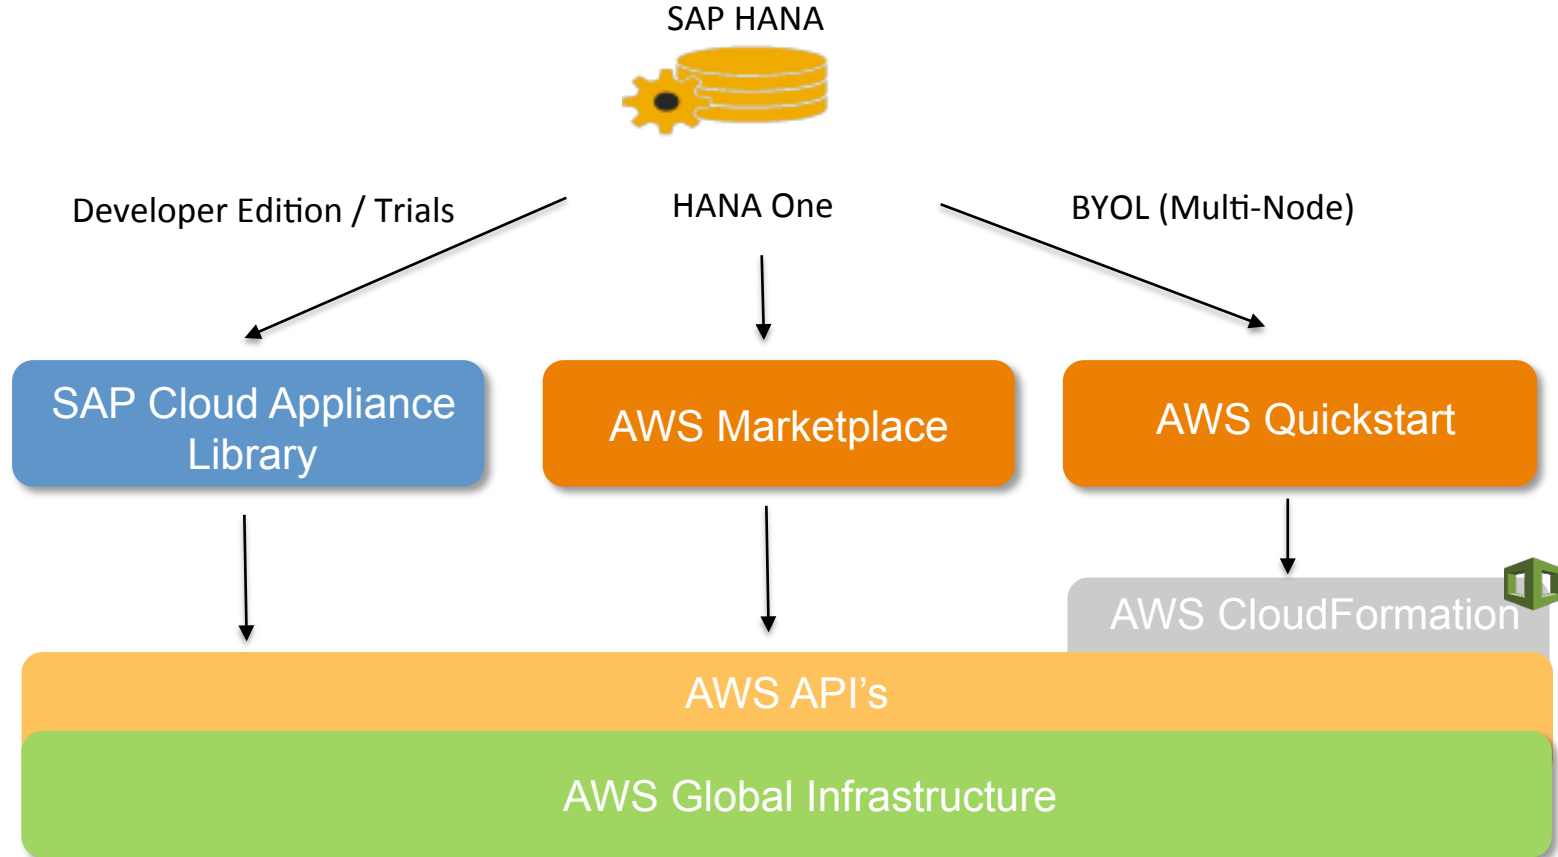 SAP HANA
Developer Edition / Trials
HANA One
BYOL (Multi-Node)
SAP Cloud Appliance
Library
AWS Marketplace
AWS Quickstart
AWS CloudFormation
AWS API's
AWS Global Infrastructure